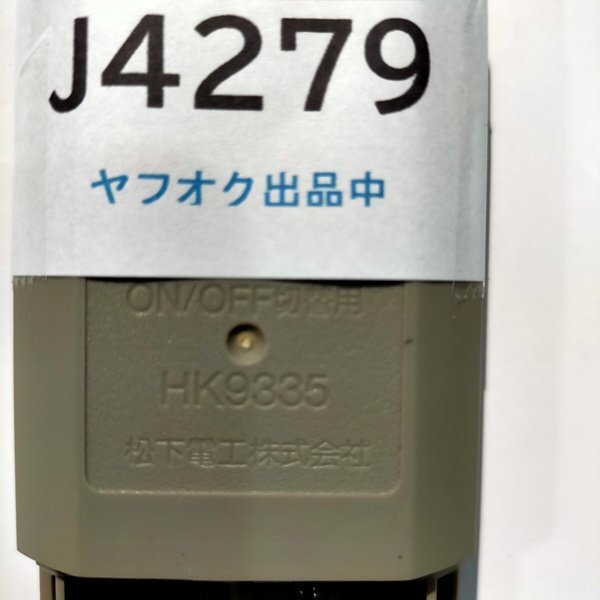 J4279
ヤフオク出品中
ON/OFF切替用
HK9335
松下電工株式会社